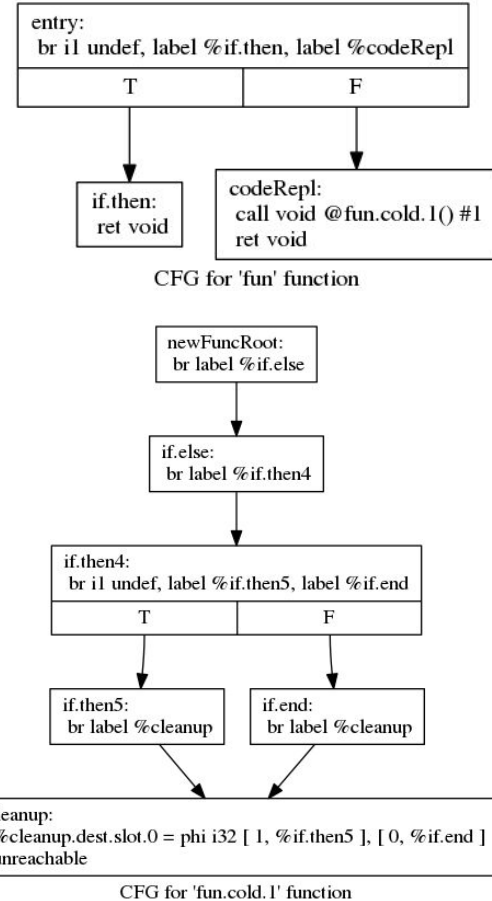 entry:
br i1 undef, label %if.then, label %codeRepl
T F
if.then:
ret void
codeRepl:
call void @fun.cold.1() #1
ret void
CFG for 'fun' function
newFuncRoot:
br label %if.else
if.else:
br label %if.then4
if.then4:
br i1 undef, label %if.then5, label %if.end
T F
if.then5:
br label %cleanup
if.end:
br label %cleanup
leanup:
%cleanup.dest.slot.0 = phi i32 [ 1, %if.then5 ], [ 0, %if.end ]
unreachable
CFG for 'fun.cold.1' function